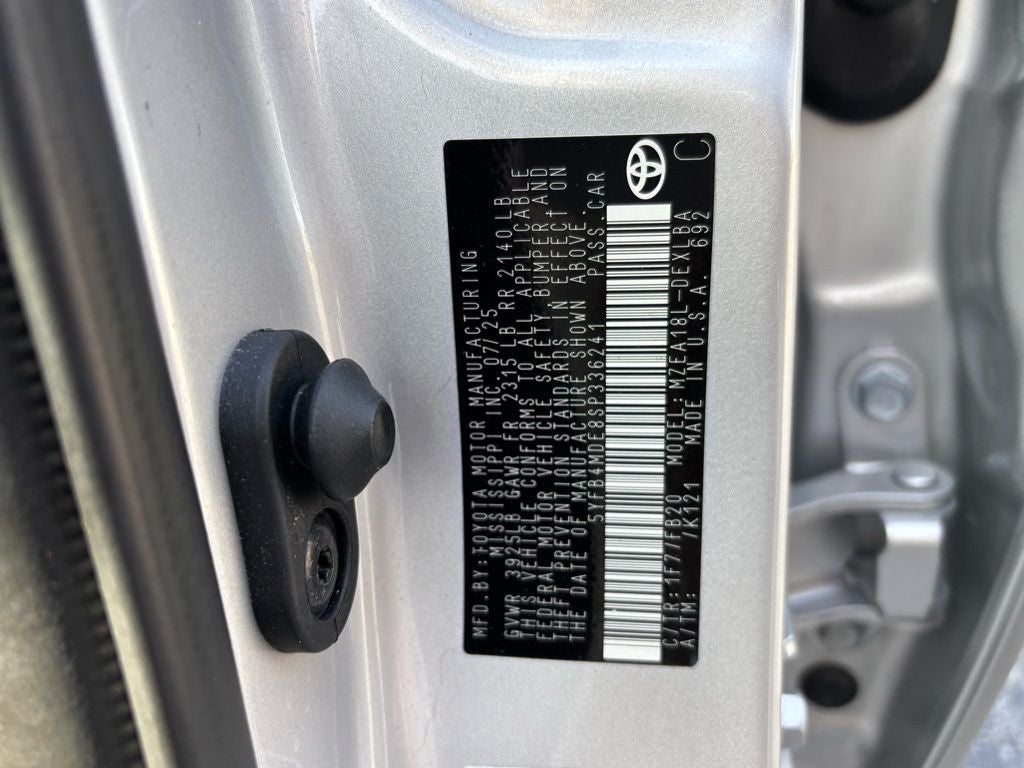 MFD.BY:TOYOTA MOTOR MANUFACTURING
MISSISSIPPI INC. 07/25
GVWR 3925LB GAWR FR 2315LB RR 2140LB
THIS VEHICLE CONFORMS TO ALL APPLICABLE
FEDERAL MOTOR VEHICLE SAFETY, BUMPER AND
THEFT PREVENTION STANDARDS IN EFFECT ON
THE DATE OF MANUFACTURE SHOWN ABOVE.
5YFB4MDE8SP336241 PASS.CAR
C/TR:1F7/FB20 MODEL:MZEA18L-DEXLBA
A/TM: /K121 MADE IN U.S.A. 692
C